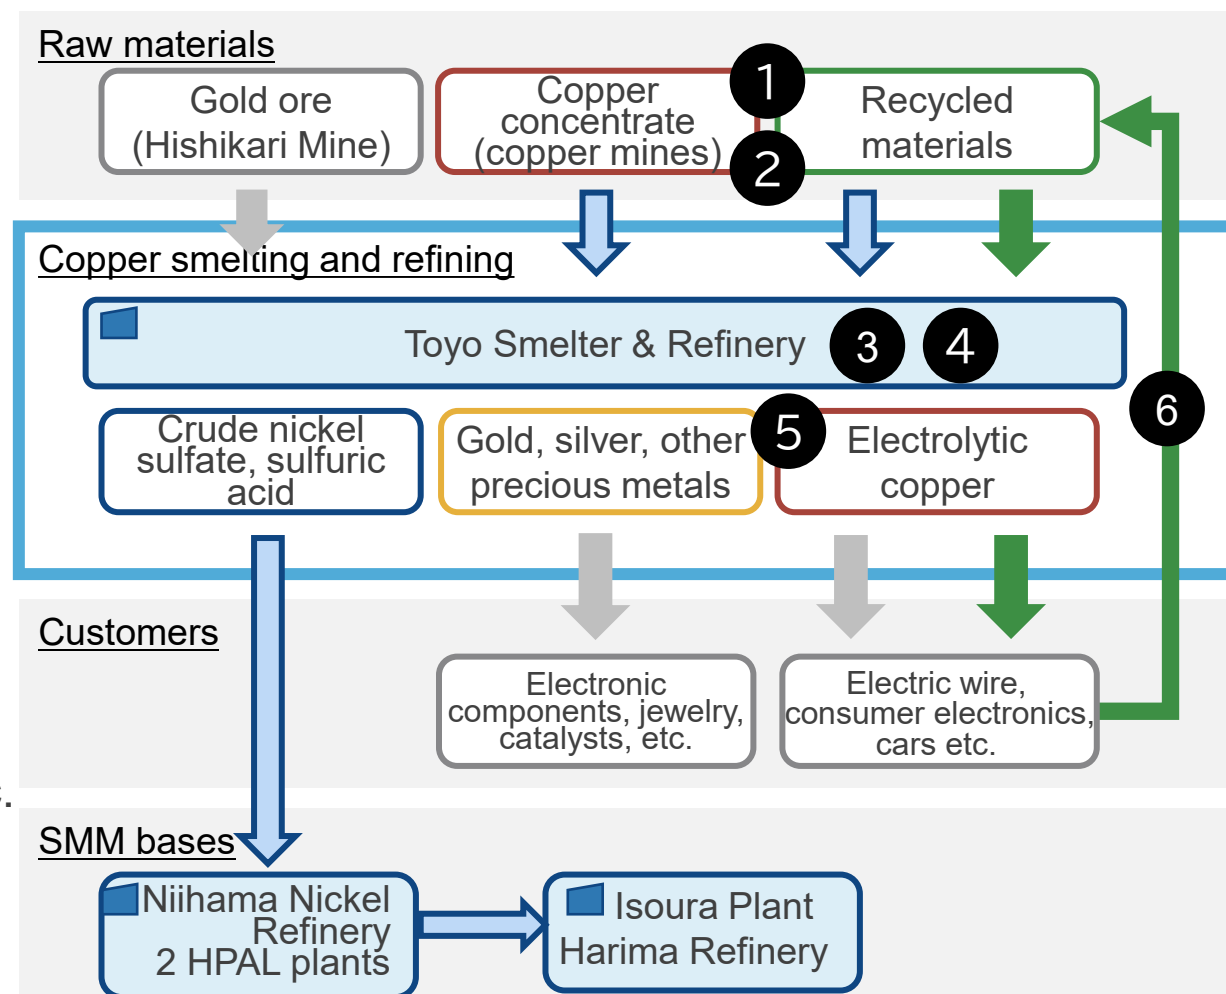 Raw materials
Gold ore
(Hishikari Mine)
Copper
concentrate
(copper mines)
1
2
Recycled
materials
Copper smelting and refining
Toyo Smelter & Refinery
3
4
Crude nickel
sulfate, sulfuric
acid
Gold, silver, other
precious metals
5
Electrolytic
copper
6
Customers
Electronic
components, jewelry,
catalysts, etc.
Electric wire,
consumer electronics,
cars etc.
SMM bases
Niihama Nickel
Refinery
2 HPAL plants
Isoura Plant
Harima Refinery